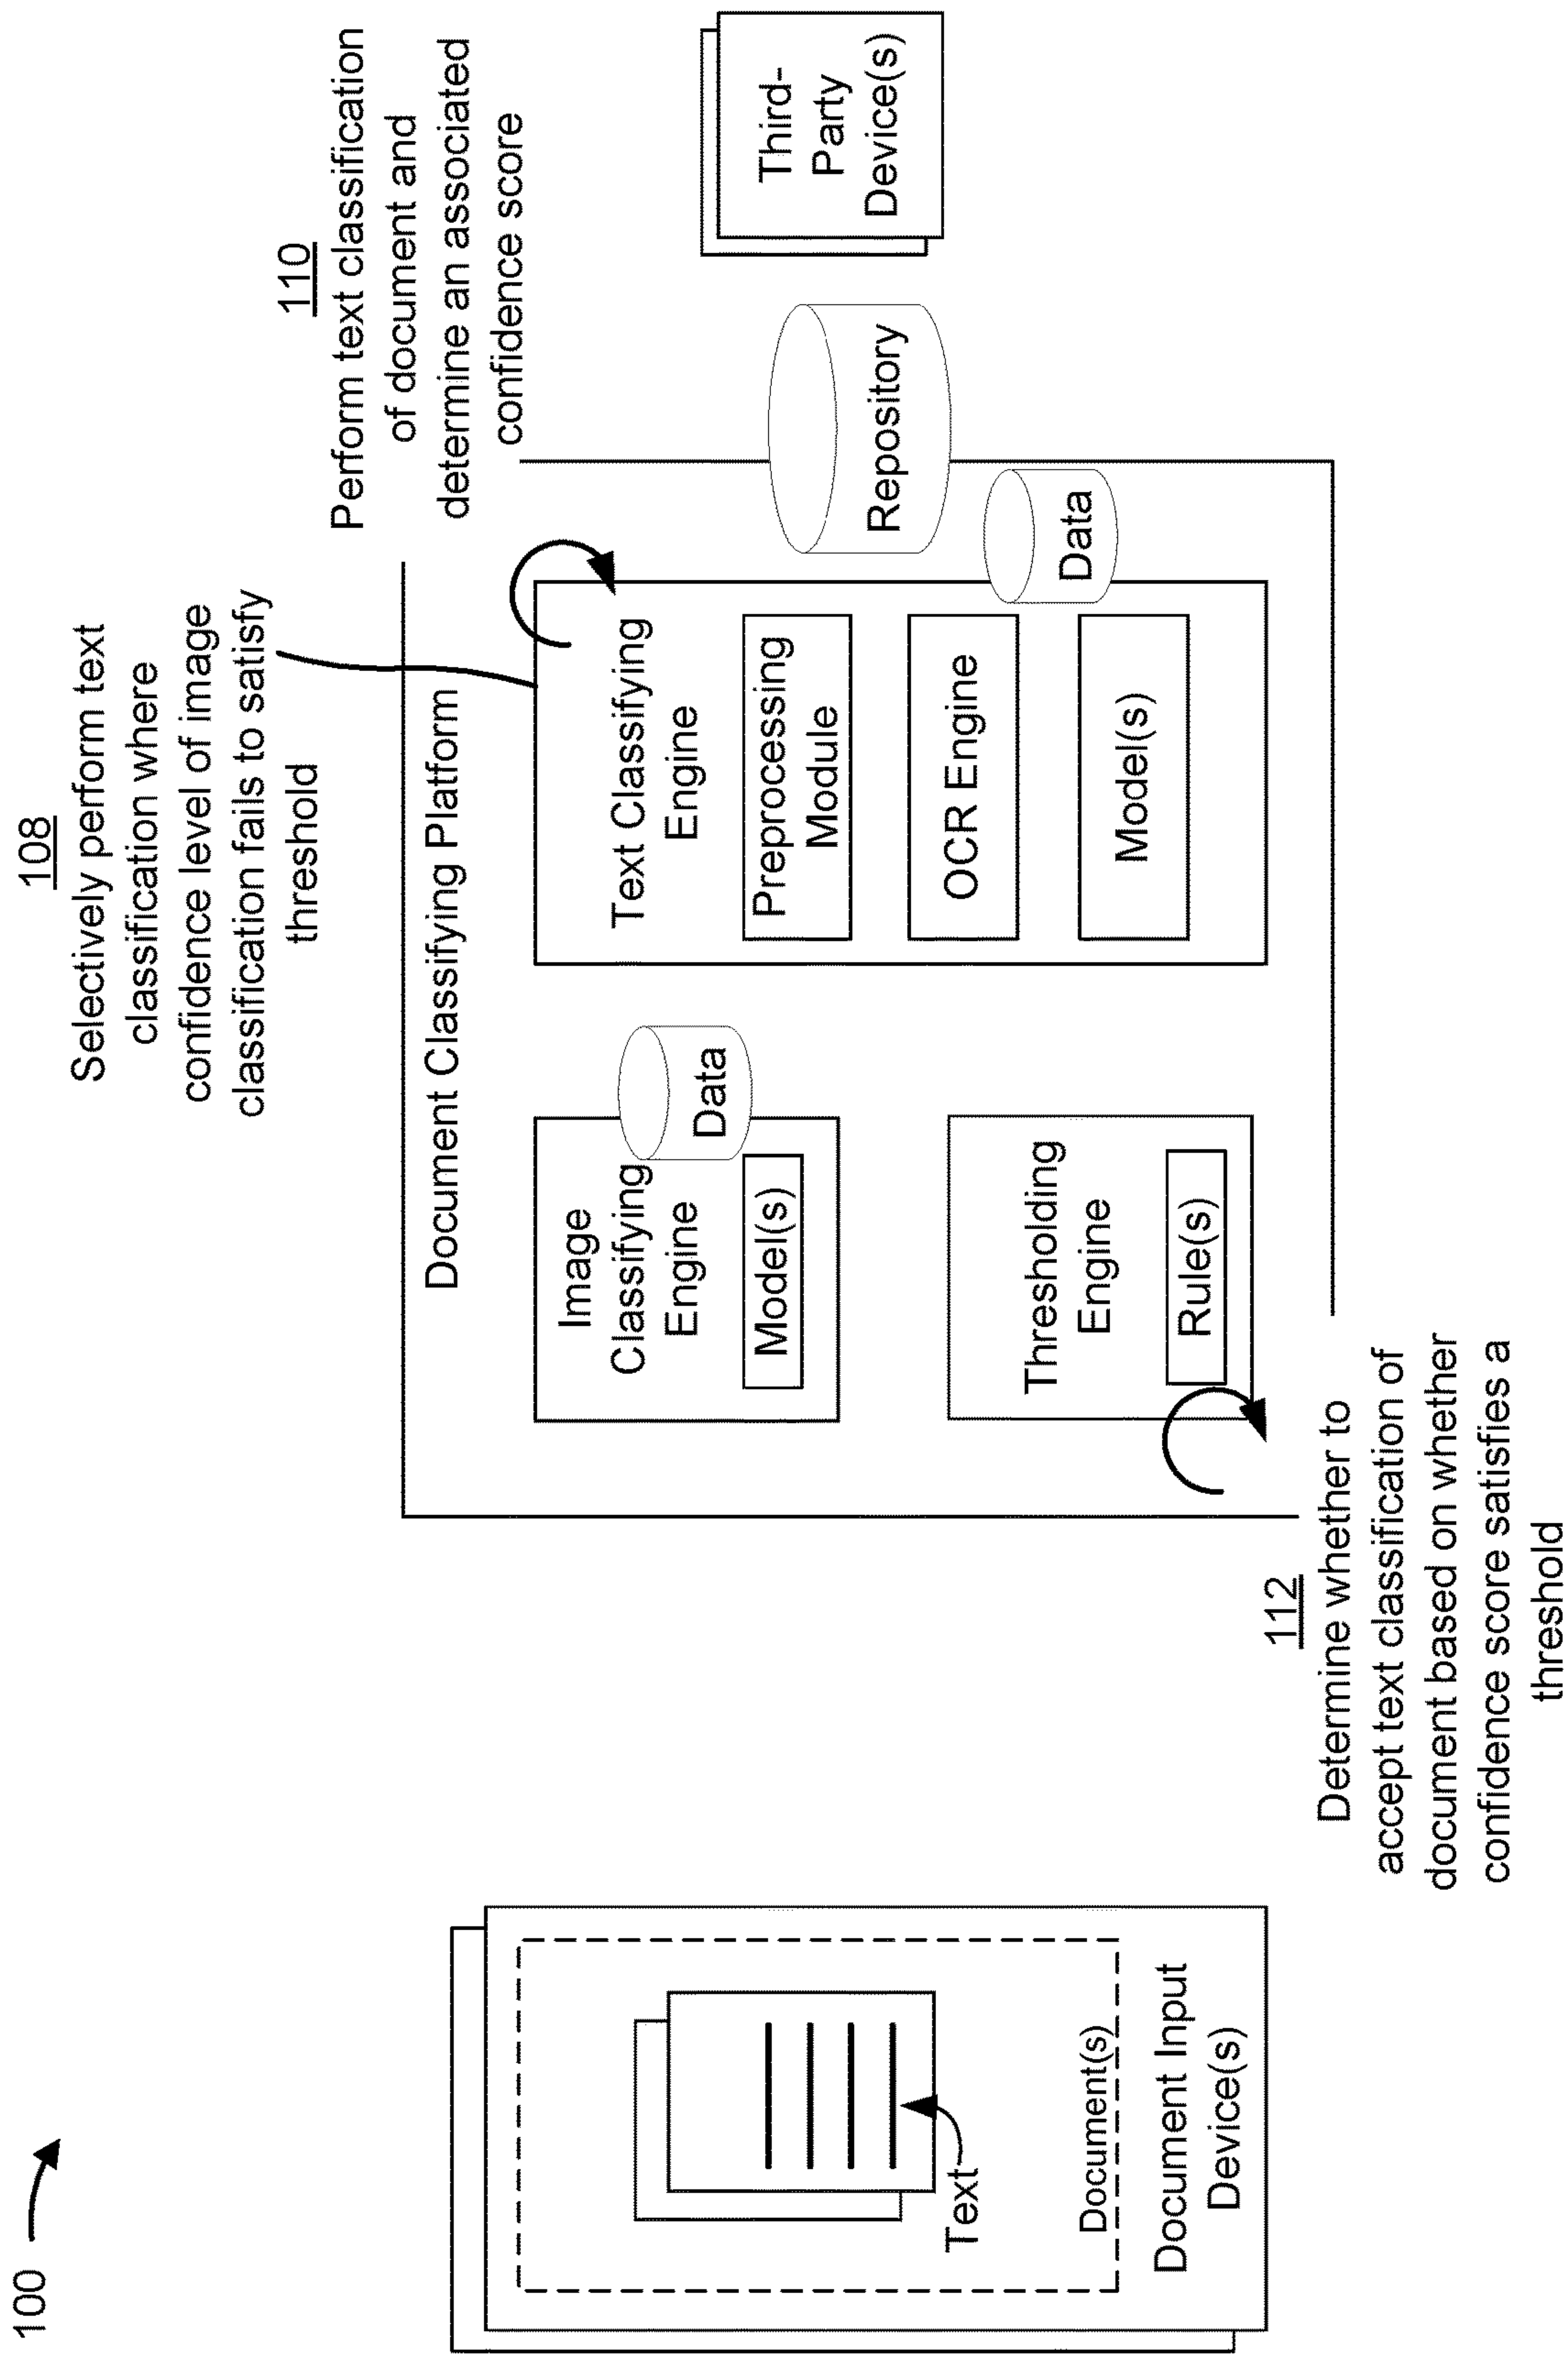 100
108
Selectively perform text
classification where
confidence level of image
classification fails to satisfy
threshold
110
Perform text classification
of document and
determine an associated
confidence score
Document Classifying Platform
Image
Classifying
Engine
Model(s)
Data
Text Classifying
Engine
Preprocessing
Module
OCR Engine
Model(s)
Data
Thresholding
Engine
Rule(s)
Repository
Third-
Party
Device(s)
Text
Document(s)
Document Input
Device(s)
112
Determine whether to
accept text classification of
document based on whether
confidence score satisfies a
threshold